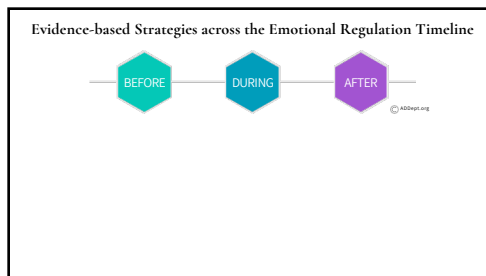 Evidence-based Strategies across the Emotional Regulation Timeline
BEFORE
DURING
AFTER
© ADDept.org